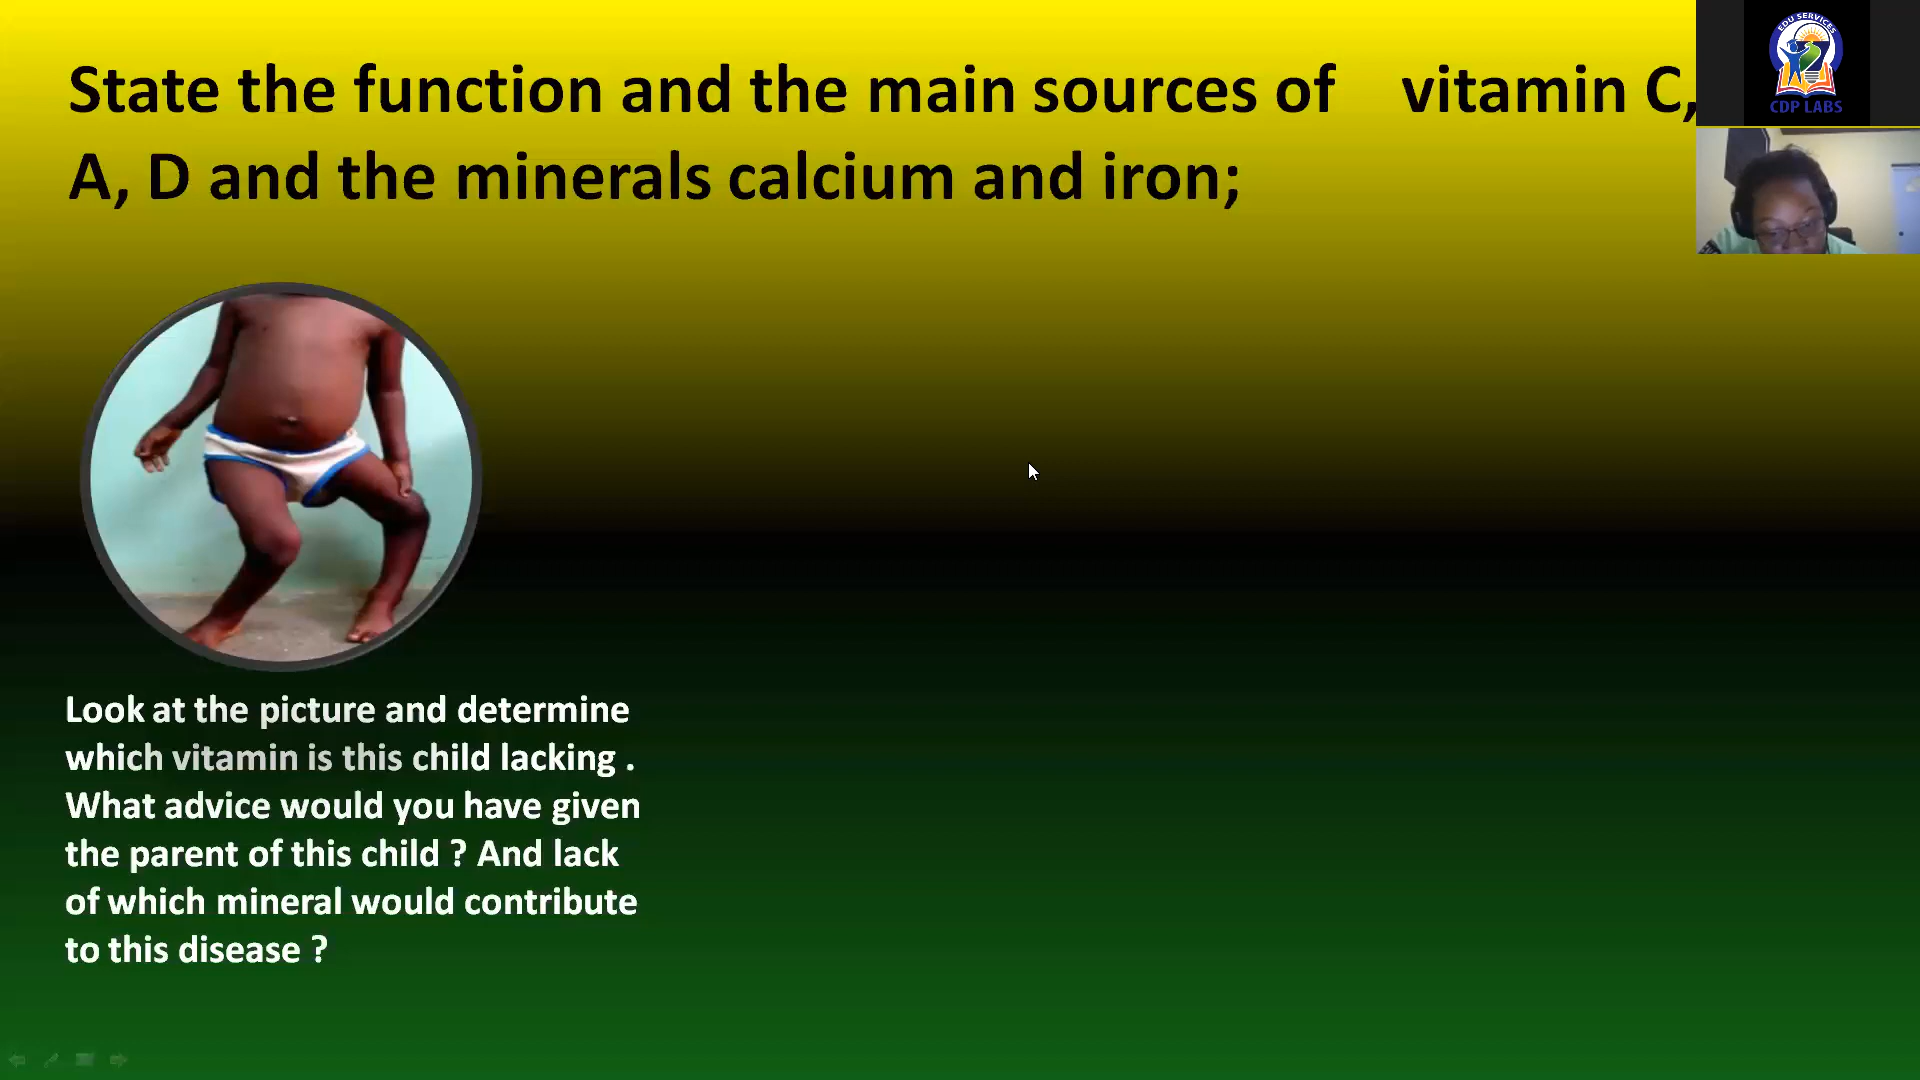 State the function and the main sources of vitamin C,
A, D and the minerals calcium and iron;
EDU SERVICES
CDP LABS
Look at the picture and determine
which vitamin is this child lacking .
What advice would you have given
the parent of this child ? And lack
of which mineral would contribute
to this disease ?